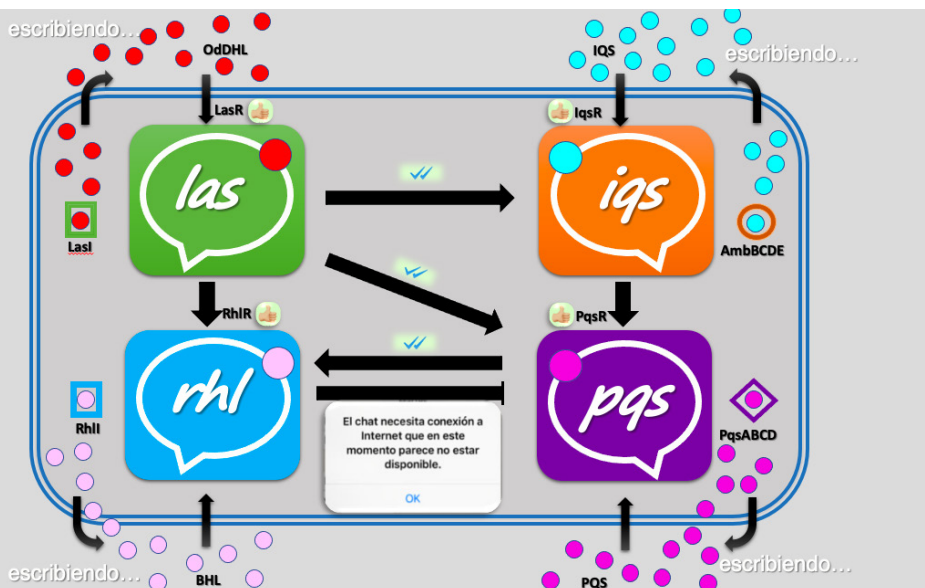 escribiendo...
OdDHL
IQS
escribiendo...
LasR
IqsR
las
iqs
LasI
AmbBCDE
RhlR
PqsR
rhl
pqs
RhlI
PqsABCD
El chat necesita conexión a
Internet que en este
momento parece no estar
disponible.
OK
escribiendo...
BHL
PQS
escribiendo...